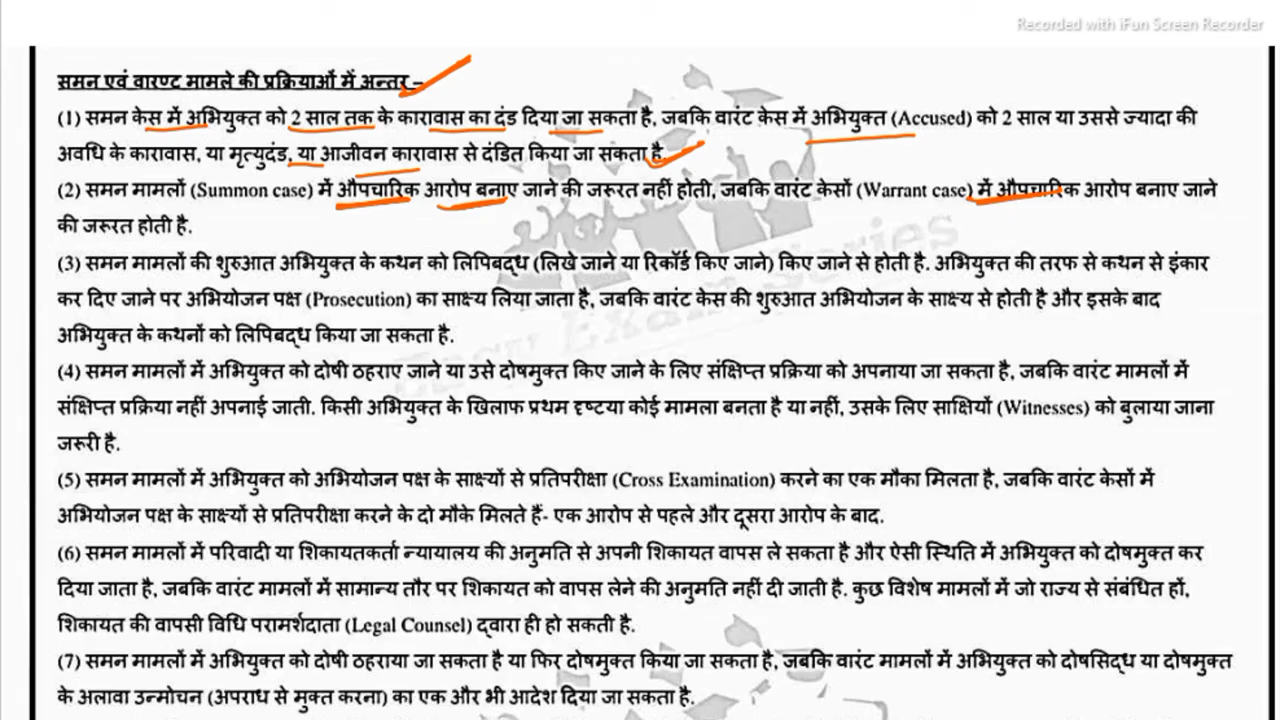 Recorded with iFun Screen Recorder
समन एवं वारण्ट मामले की प्रक्रियाओं में अन्तर –
(1) समन केस में अभियुक्त को 2 साल तक के कारावास का दंड दिया जा सकता है, जबकि वारंट केस में अभियुक्त (Accused) को 2 साल या उससे ज्यादा की
अवधि के कारावास, या मृत्युदंड, या आजीवन कारावास से दंडित किया जा सकता है.
(2) समन मामलों (Summon case) में औपचारिक आरोप बनाए जाने की जरूरत नहीं होती, जबकि वारंट केसों (Warrant case) में औपचारिक आरोप बनाए जाने
की जरूरत होती है.
(3) समन मामलों की शुरुआत अभियुक्त के कथन को लिपिबद्ध (लिखे जाने या रिकॉर्ड किए जाने) किए जाने से होती है. अभियुक्त की तरफ से कथन से इंकार
कर दिए जाने पर अभियोजन पक्ष (Prosecution) का साक्ष्य लिया जाता है, जबकि वारंट केस की शुरुआत अभियोजन के साक्ष्य से होती है और इसके बाद
अभियुक्त के कथनों को लिपिबद्ध किया जा सकता है.
(4) समन मामलों में अभियुक्त को दोषी ठहराए जाने या उसे दोषमुक्त किए जाने के लिए संक्षिप्त प्रक्रिया को अपनाया जा सकता है, जबकि वारंट मामलों में
संक्षिप्त प्रक्रिया नहीं अपनाई जाती. किसी अभियुक्त के खिलाफ प्रथम दृष्टया कोई मामला बनता है या नहीं, उसके लिए साक्षियों (Witnesses) को बुलाया जाना
जरूरी है.
(5) समन मामलों में अभियुक्त को अभियोजन पक्ष के साक्ष्यों से प्रतिपरीक्षा (Cross Examination) करने का एक मौका मिलता है, जबकि वारंट केसों में
अभियोजन पक्ष के साक्ष्यों से प्रतिपरीक्षा करने के दो मौके मिलते हैं- एक आरोप से पहले और दूसरा आरोप के बाद.
(6) समन मामलों में परिवादी या शिकायतकर्ता न्यायालय की अनुमति से अपनी शिकायत वापस ले सकता है और ऐसी स्थिति में अभियुक्त को दोषमुक्त कर
दिया जाता है, जबकि वारंट मामलों में सामान्य तौर पर शिकायत को वापस लेने की अनुमति नहीं दी जाती है. कुछ विशेष मामलों में जो राज्य से संबंधित हों,
शिकायत की वापसी विधि परामर्शदाता (Legal Counsel) द्वारा ही हो सकती है.
(7) समन मामलों में अभियुक्त को दोषी ठहराया जा सकता है या फिर दोषमुक्त किया जा सकता है, जबकि वारंट मामलों में अभियुक्त को दोषसिद्ध या दोषमुक्त
के अलावा उन्मोचन (अपराध से मुक्त करना) का एक और भी आदेश दिया जा सकता है.